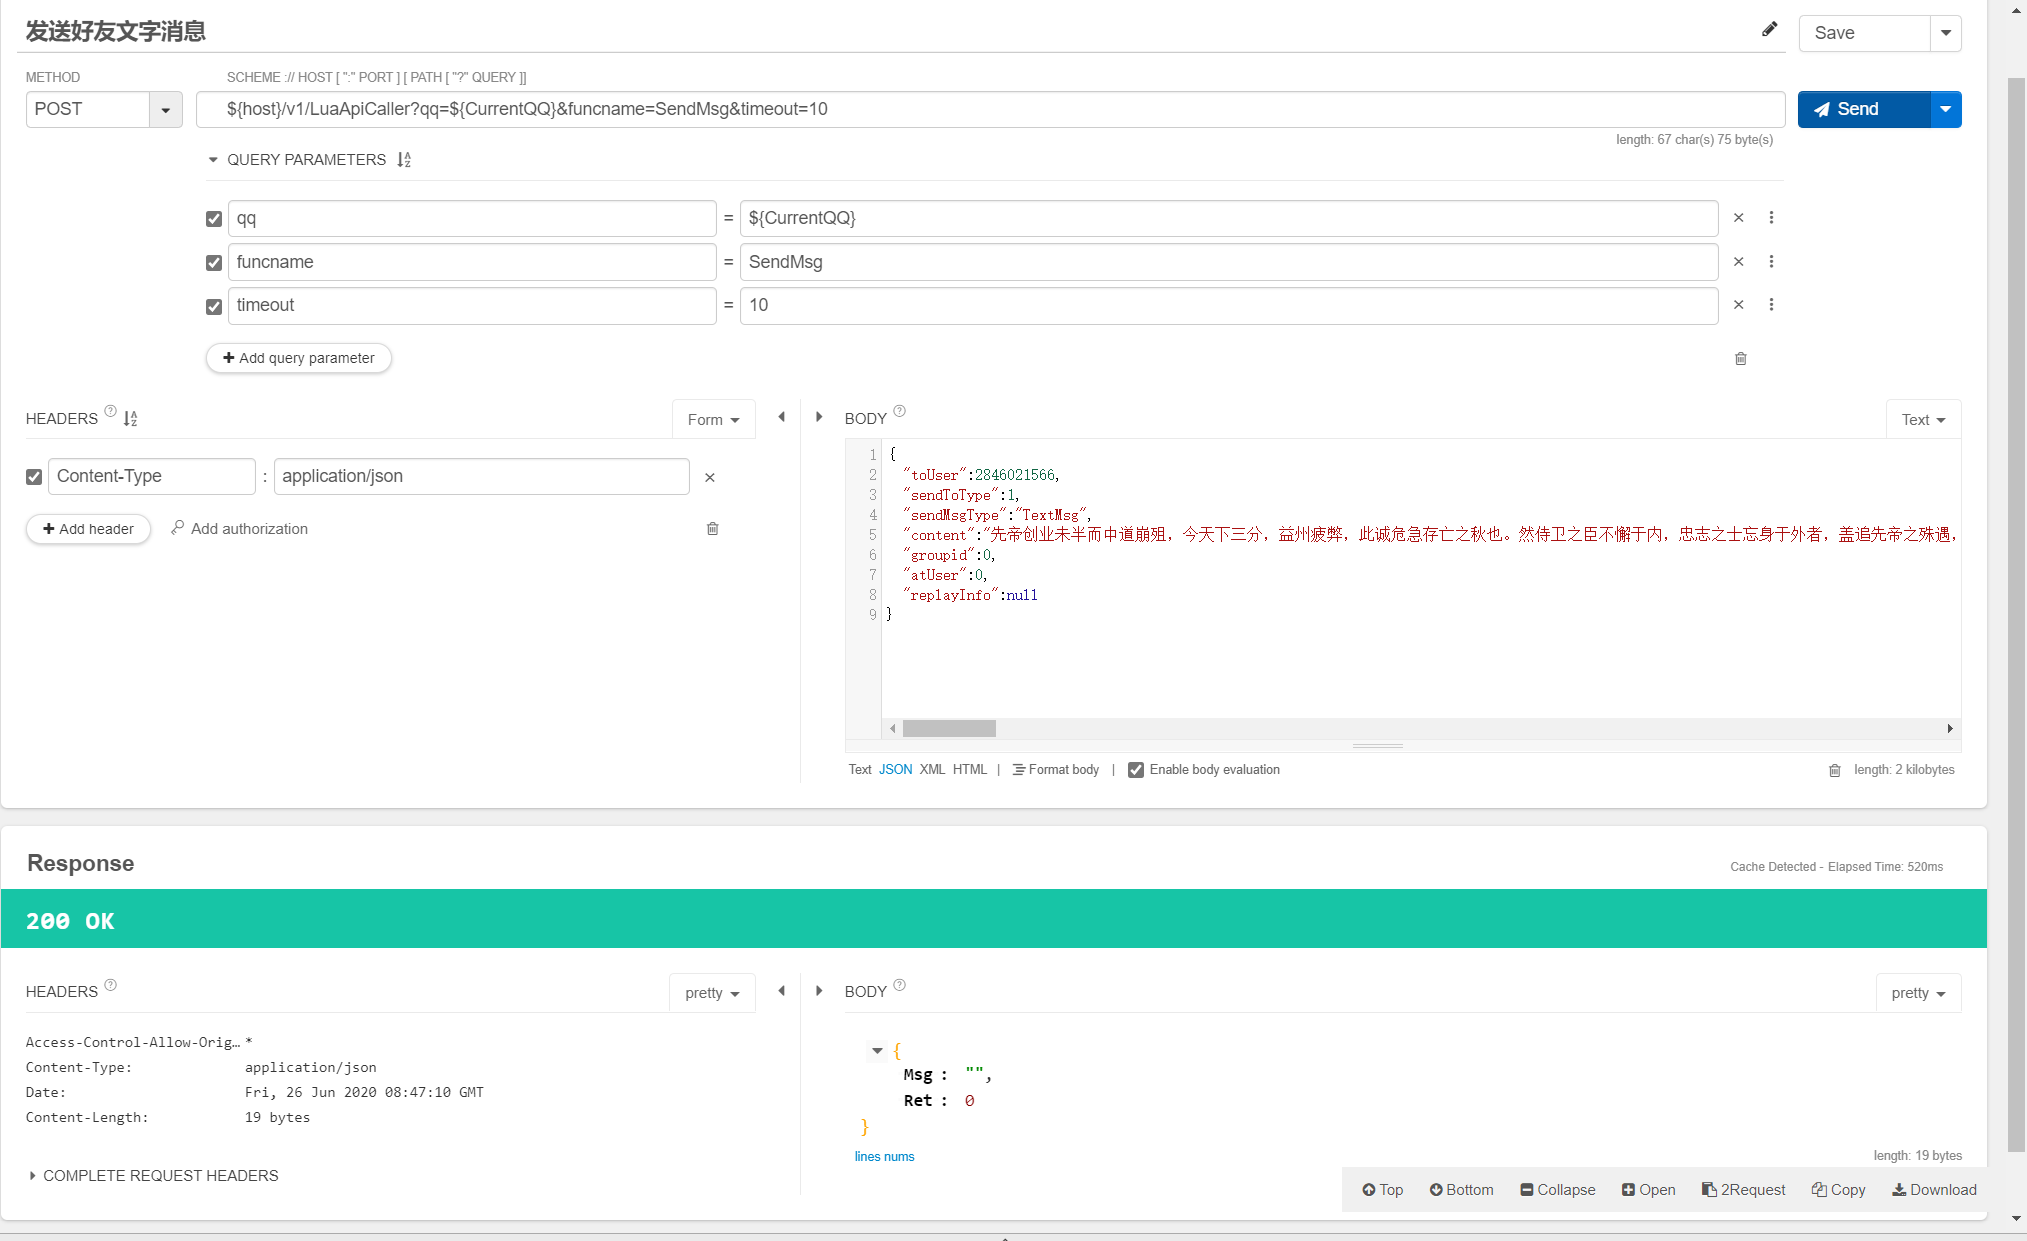 发送好友文字消息
Save
METHOD
SCHEME :// HOST [ ":" PORT ] [ PATH [ "?" QUERY ]]
POST
${host}/v1/LuaApiCaller?qq=${CurrentQQ}&funcname=SendMsg&timeout=10
Send
length: 67 char(s) 75 byte(s)
QUERY PARAMETERS
qq = ${CurrentQQ}
funcname = SendMsg
timeout = 10
Add query parameter
HEADERS
Form
BODY
Text
Content-Type : application/json
Add header
Add authorization
1 {
2 "toUser":2846021566,
3 "sendToType":1,
4 "sendMsgType":"TextMsg",
5 "content":"先帝创业未半而中道崩殂，今天下三分，益州疲弊，此诚危急存亡之秋也。然侍卫之臣不懈于内，忠志之士忘身于外者，盖追先帝之殊遇，
6 "groupid":0,
7 "atUser":0,
8 "replayInfo":null
9 }
Text JSON XML HTML | Format body | Enable body evaluation
length: 2 kilobytes
Response
Cache Detected - Elapsed Time: 520ms
200 OK
HEADERS
pretty
BODY
pretty
Access-Control-Allow-Orig… *
Content-Type: application/json
Date: Fri, 26 Jun 2020 08:47:10 GMT
Content-Length: 19 bytes
COMPLETE REQUEST HEADERS
{
Msg : "",
Ret : 0
}
lines nums
length: 19 bytes
Top Bottom Collapse Open 2Request Copy Download